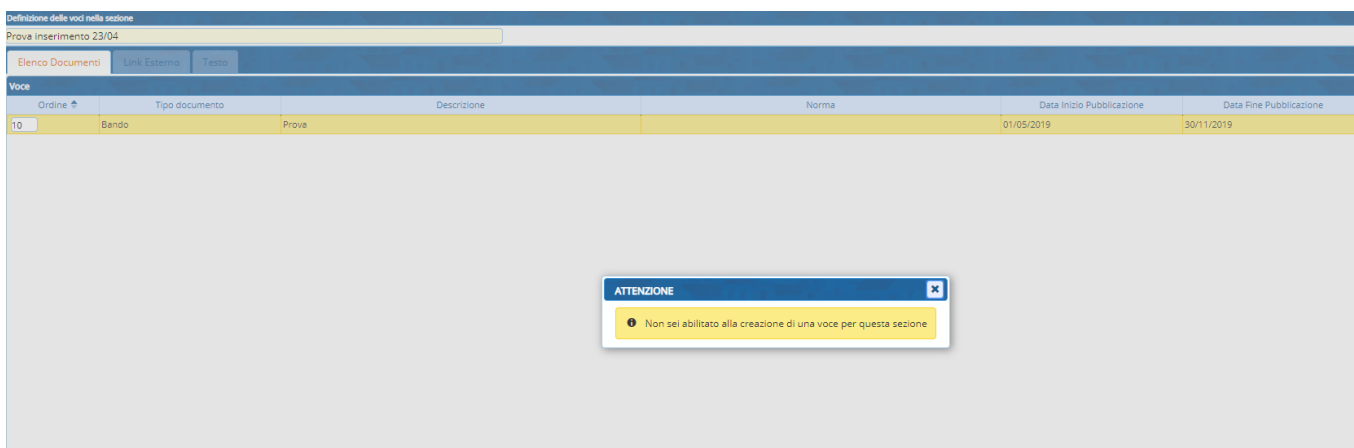 Definizione delle voci nella sezione
Prova inserimento 23/04
Elenco Documenti Link Esterno Testo
Voce
Ordine Tipo documento Descrizione Norma Data Inizio Pubblicazione Data Fine Pubblicazione
10 Bando Prova 01/05/2019 30/11/2019
ATTENZIONE
Non sei abilitato alla creazione di una voce per questa sezione